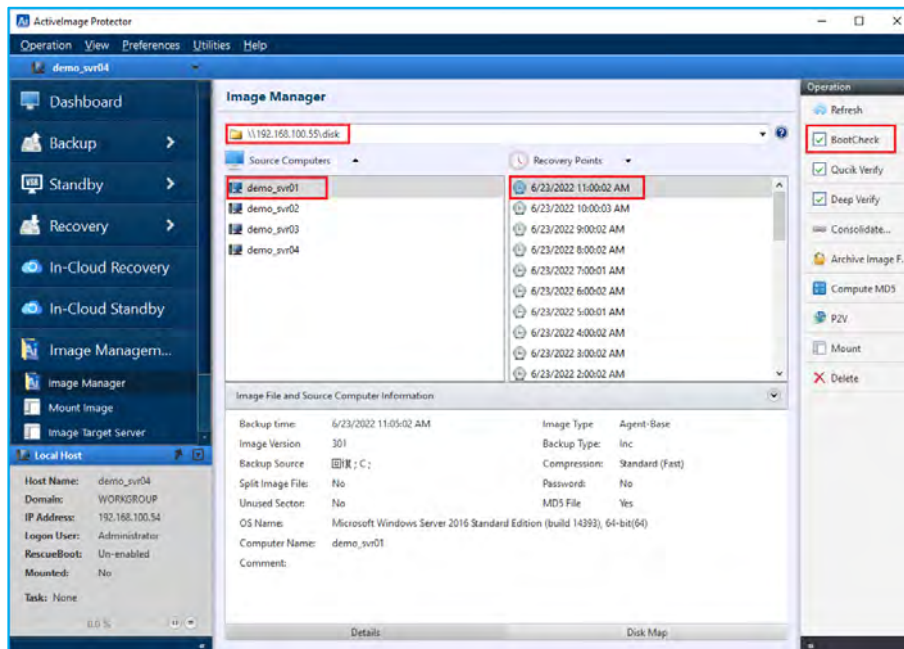 ActiveImage Protector
Operation View Preferences Utilities Help
demo_svr04
Dashboard
Backup
Standby
Recovery
In-Cloud Recovery
In-Cloud Standby
Image Managem...
Image Manager
Mount Image
Image Target Server
Local Host
Host Name: demo_svr04
Domain: WORKGROUP
IP Address: 192.168.100.54
Logon User: Administrator
RescueBoot: Un-enabled
Mounted: No
Task: None
0.0 %
Image Manager
\\192.168.100.55\disk
Source Computers
demo_svr01
demo_svr02
demo_svr03
demo_svr04
Recovery Points
6/23/2022 11:00:02 AM
6/23/2022 10:00:03 AM
6/23/2022 9:00:02 AM
6/23/2022 8:00:02 AM
6/23/2022 7:00:01 AM
6/23/2022 6:00:02 AM
6/23/2022 5:00:01 AM
6/23/2022 4:00:02 AM
6/23/2022 3:00:02 AM
6/23/2022 2:00:02 AM
Image File and Source Computer Information
Backup time: 6/23/2022 11:05:02 AM
Image Version 301
Backup Source ; C:
Split Image File: No
Unused Sector: No
OS Name: Microsoft Windows Server 2016 Standard Edition (build 14393), 64-bit(64)
Computer Name: demo_svr01
Comment:
Image Type Agent-Base
Backup Type: Inc
Compression: Standard (Fast)
Password: No
MD5 File Yes
Details
Disk Map
Operation
Refresh
BootCheck
Qucik Verify
Deep Verify
Consolidate...
Archive Image F.
Compute MD5
P2V
Mount
Delete